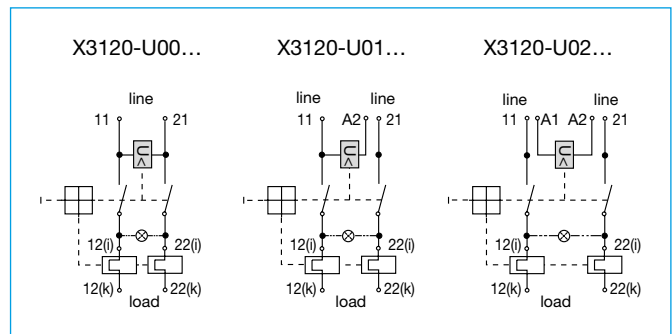 X3120-U00... X3120-U01... X3120-U02...
line line line line line
11 21 11 A2 21 11 A1 A2 21
U< U< U<
12(i) 22(i) 12(i) 22(i) 12(i) 22(i)
12(k) 22(k) 12(k) 22(k) 12(k) 22(k)
load load load